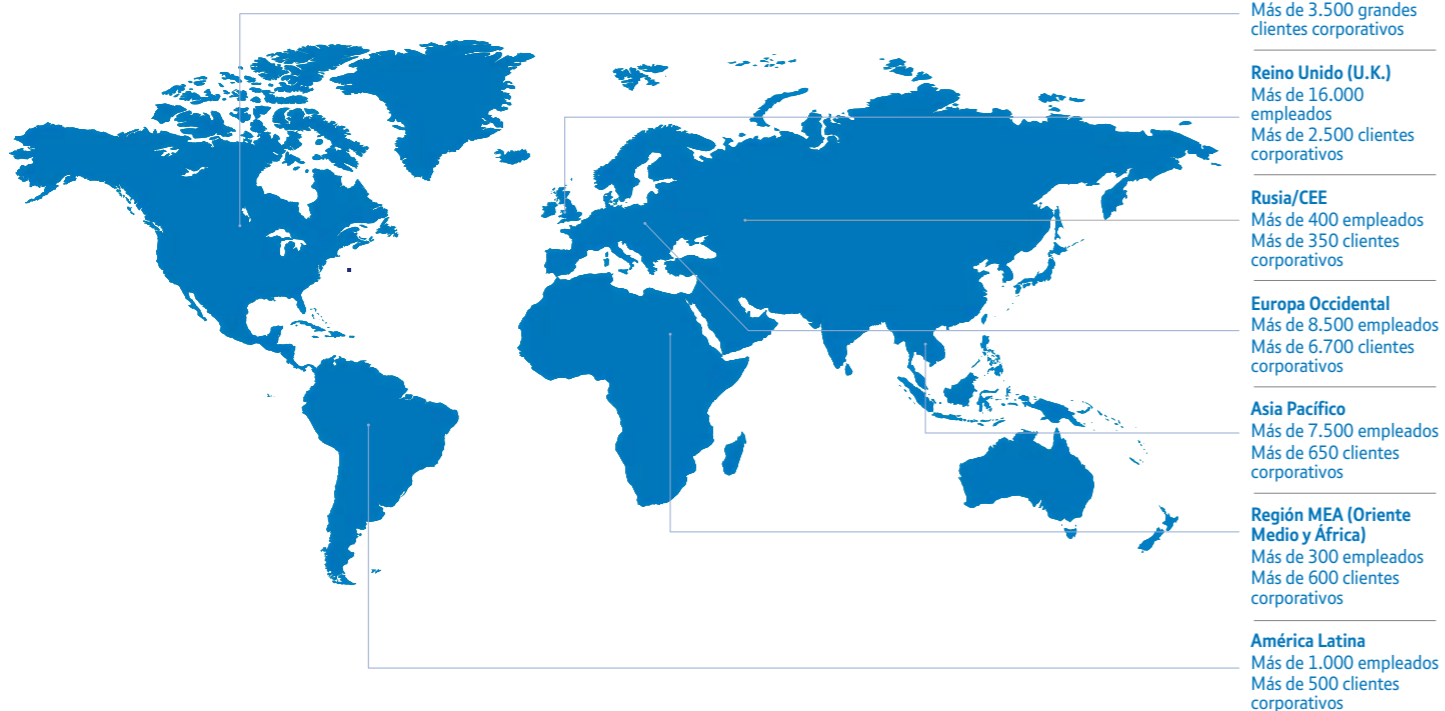 Más de 3.500 grandes
clientes corporativos
Reino Unido (U.K.)
Más de 16.000
empleados
Más de 2.500 clientes
corporativos
Rusia/CEE
Más de 400 empleados
Más de 350 clientes
corporativos
Europa Occidental
Más de 8.500 empleados
Más de 6.700 clientes
corporativos
Asia Pacífico
Más de 7.500 empleados
Más de 650 clientes
corporativos
Región MEA (Oriente
Medio y África)
Más de 300 empleados
Más de 600 clientes
corporativos
América Latina
Más de 1.000 empleados
Más de 500 clientes
corporativos